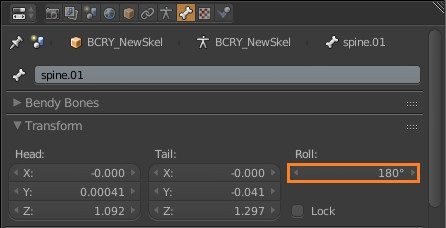 BCRY_NewSkel BCRY_NewSkel spine.01
spine.01
Bendy Bones
Transform
Head: Tail: Roll:
X: -0.000 X: -0.000 180°
Y: 0.00041 Y: -0.041
Z: 1.092 Z: 1.297 Lock